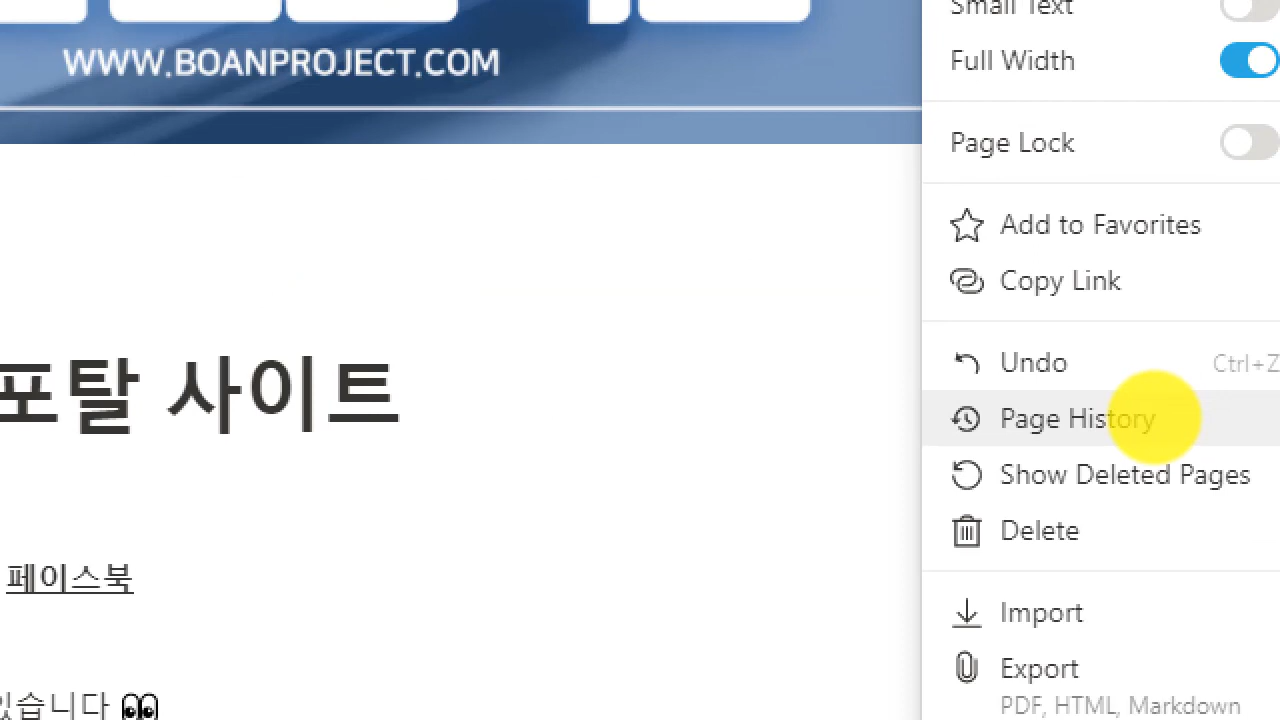 WWW.BOANPROJECT.COM
포탈 사이트
페이스북
있습니다 👀
Small Text
Full Width
Page Lock
Add to Favorites
Copy Link
Undo Ctrl+Z
Page History
Show Deleted Pages
Delete
Import
Export
PDF, HTML, Markdown